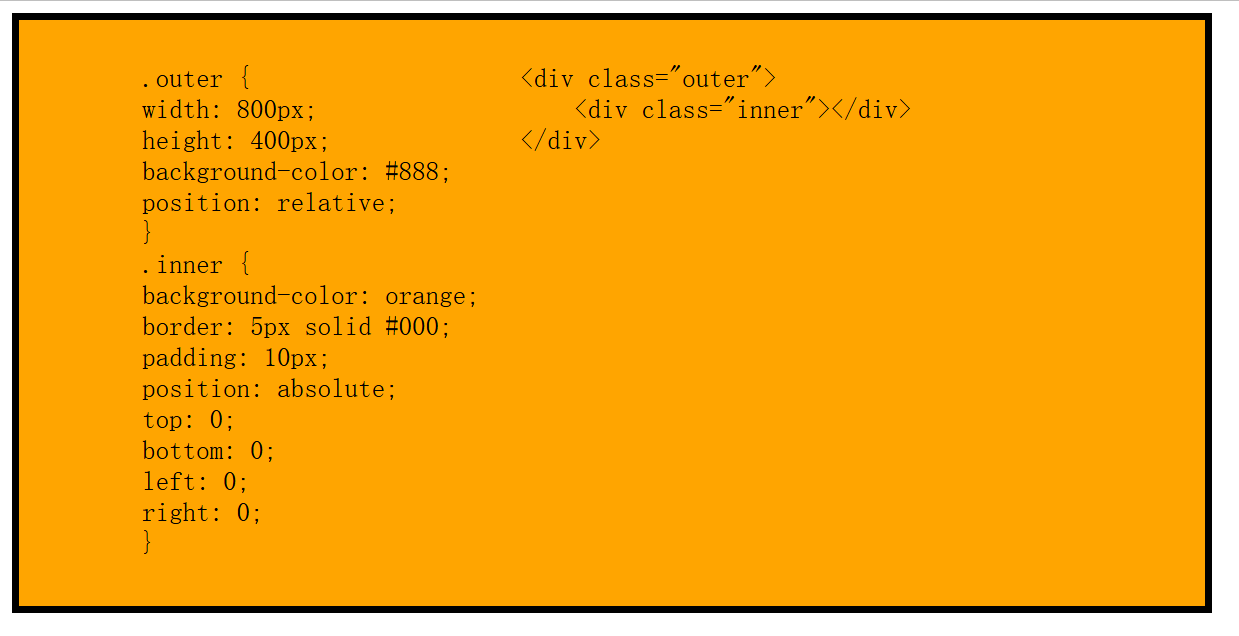 .outer {
width: 800px;
height: 400px;
background-color: #888;
position: relative;
}
.inner {
background-color: orange;
border: 5px solid #000;
padding: 10px;
position: absolute;
top: 0;
bottom: 0;
left: 0;
right: 0;
}
<div class="outer">
    <div class="inner"></div>
</div>